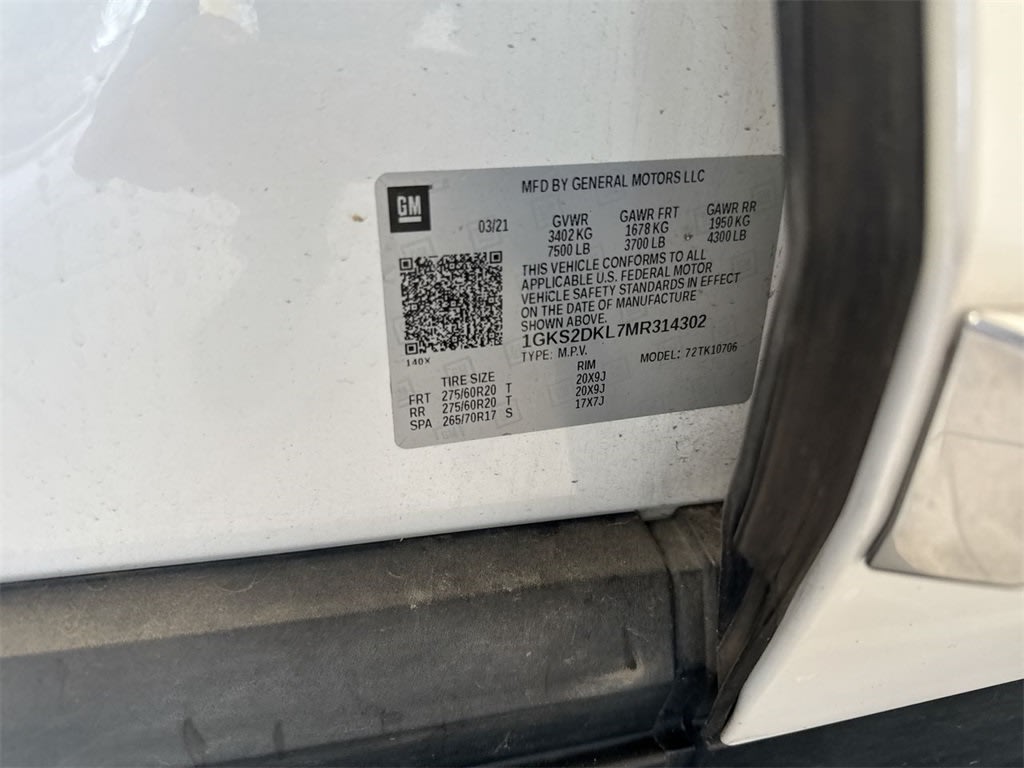 MFD BY GENERAL MOTORS LLC
GM
03/21 GVWR GAWR FRT GAWR RR
3402 KG 1678 KG 1950 KG
7500 LB 3700 LB 4300 LB
THIS VEHICLE CONFORMS TO ALL
APPLICABLE U.S. FEDERAL MOTOR
VEHICLE SAFETY STANDARDS IN EFFECT
ON THE DATE OF MANUFACTURE
SHOWN ABOVE.
1GKS2DKL7MR314302
140X
TYPE: M.P.V. MODEL: 72TK10706
TIRE SIZE RIM
FRT 275/60R20 T 20X9J
RR 275/60R20 T 20X9J
SPA 265/70R17 S 17X7J